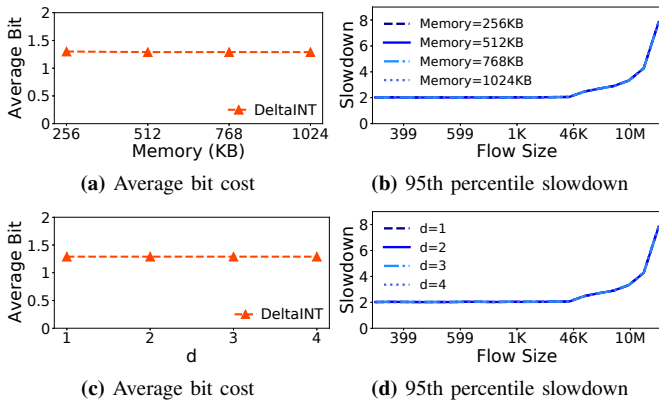 2
1.5
1
0.5
0
Average Bit
DeltaINT
256 512 768 1024
Memory (KB)
(a) Average bit cost
8
6
4
2
0
Slowdown
Memory=256KB
Memory=512KB
Memory=768KB
Memory=1024KB
399 599 1K 46K 10M
Flow Size
(b) 95th percentile slowdown
2
1.5
1
0.5
0
Average Bit
DeltaINT
1 2 3 4
d
(c) Average bit cost
8
6
4
2
0
Slowdown
d=1
d=2
d=3
d=4
399 599 1K 46K 10M
Flow Size
(d) 95th percentile slowdown